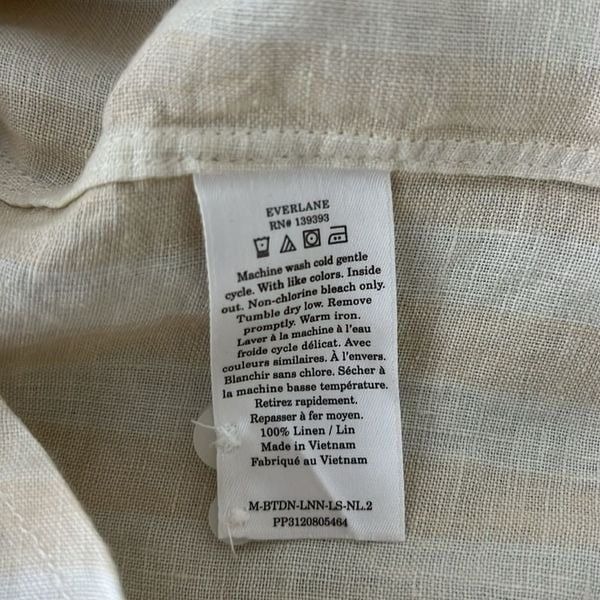 EVERLANE
RN# 139393
Machine wash cold gentle
cycle. With like colors. Inside
out. Non-chlorine bleach only.
Tumble dry low. Remove
promptly. Warm iron.
Laver à la machine à l'eau
froide cycle délicat. Avec
couleurs similaires. À l'envers.
Blanchir sans chlore. Sécher à
la machine basse température.
Retirez rapidement.
Repasser à fer moyen.
100% Linen / Lin
Made in Vietnam
Fabriqué au Vietnam
M-BTDN-LNN-LS-NL.2
PP3120805464